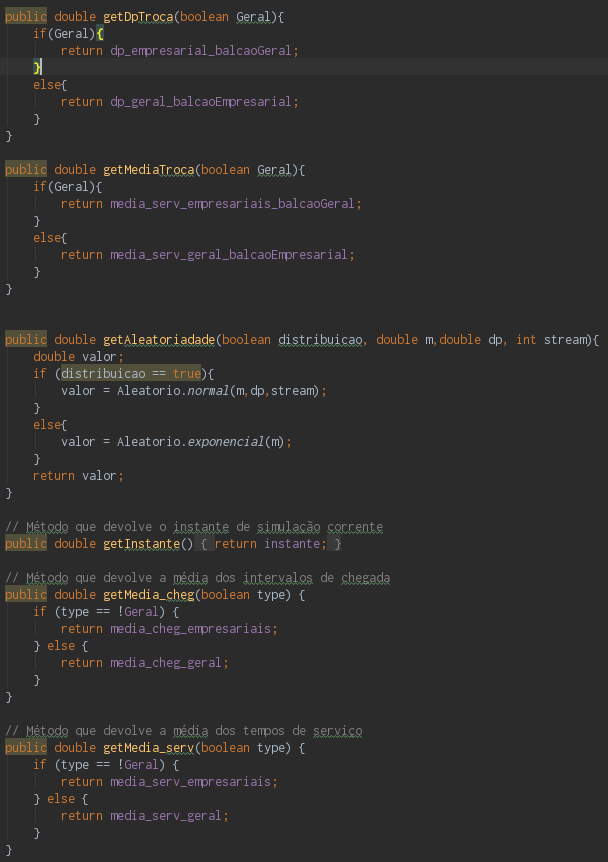 public double getDpTroca(boolean Geral){
if(Geral){
return dp_empresarial_balcaoGeral;
}
else{
return dp_geral_balcaoEmpresarial;
}
}
public double getMediaTroca(boolean Geral){
if(Geral){
return media_serv_empresariais_balcaoGeral;
}
else{
return media_serv_geral_balcaoEmpresarial;
}
}
public double getAleatoriadade(boolean distribuicao, double m,double dp, int stream){
double valor;
if (distribuicao == true){
valor = Aleatorio.normal(m,dp,stream);
}
else{
valor = Aleatorio.exponencial(m);
}
return valor;
}
// Método que devolve o instante de simulação corrente
public double getInstante() { return instante; }
// Método que devolve a média dos intervalos de chegada
public double getMedia_cheg(boolean type) {
if (type == !Geral) {
return media_cheg_empresariais;
} else {
return media_cheg_geral;
}
}
// Método que devolve a média dos tempos de serviço
public double getMedia_serv(boolean type) {
if (type == !Geral) {
return media_serv_empresariais;
} else {
return media_serv_geral;
}
}